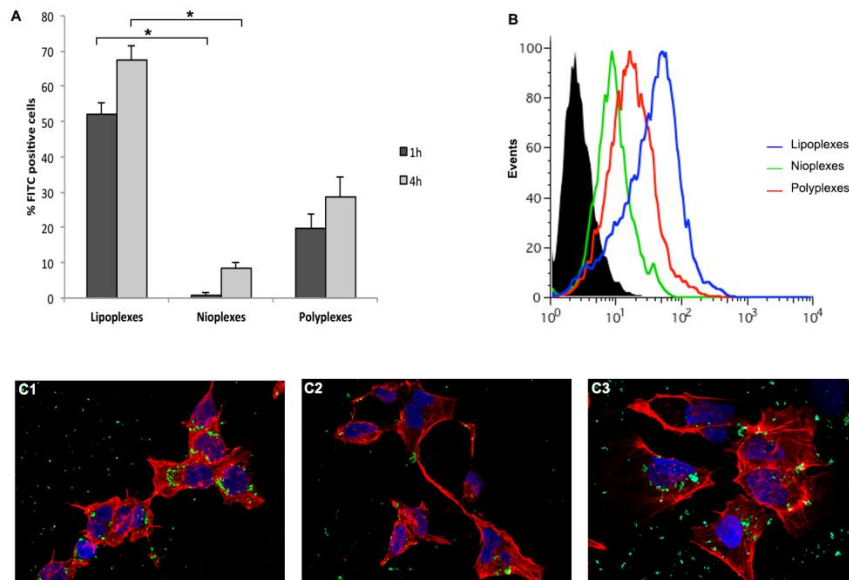 A
% FITC positive cells
80
70
60
50
40
30
20
10
0
*
*
Lipoplexes Nioplexes Polyplexes
1h
4h
B
Events
100
80
60
40
20
0
10⁰ 10¹ 10² 10³ 10⁴
Lipoplexes
Nioplexes
Polyplexes
C1
C2
C3